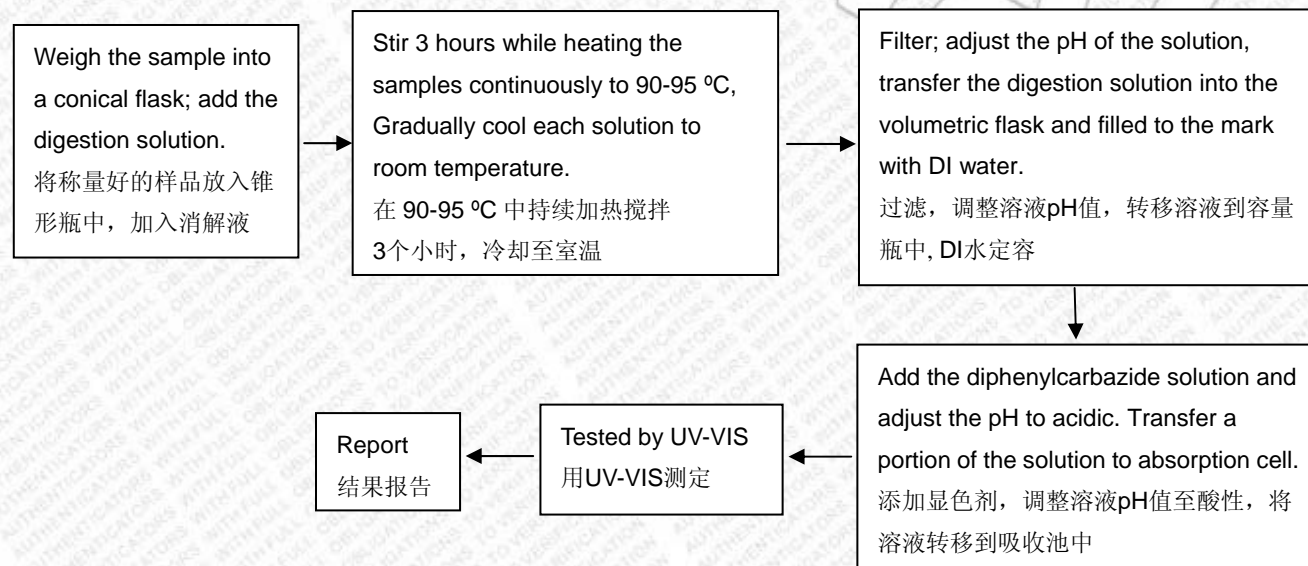 Weigh the sample into
a conical flask; add the
digestion solution.
将称量好的样品放入锥
形瓶中，加入消解液
Stir 3 hours while heating the
samples continuously to 90-95 ºC,
Gradually cool each solution to
room temperature.
在 90-95 ºC 中持续加热搅拌
3个小时，冷却至室温
Filter; adjust the pH of the solution,
transfer the digestion solution into the
volumetric flask and filled to the mark
with DI water.
过滤，调整溶液pH值，转移溶液到容量
瓶中, DI水定容
Add the diphenylcarbazide solution and
adjust the pH to acidic. Transfer a
portion of the solution to absorption cell.
添加显色剂，调整溶液pH值至酸性，将
溶液转移到吸收池中
Tested by UV-VIS
用UV-VIS测定
Report
结果报告